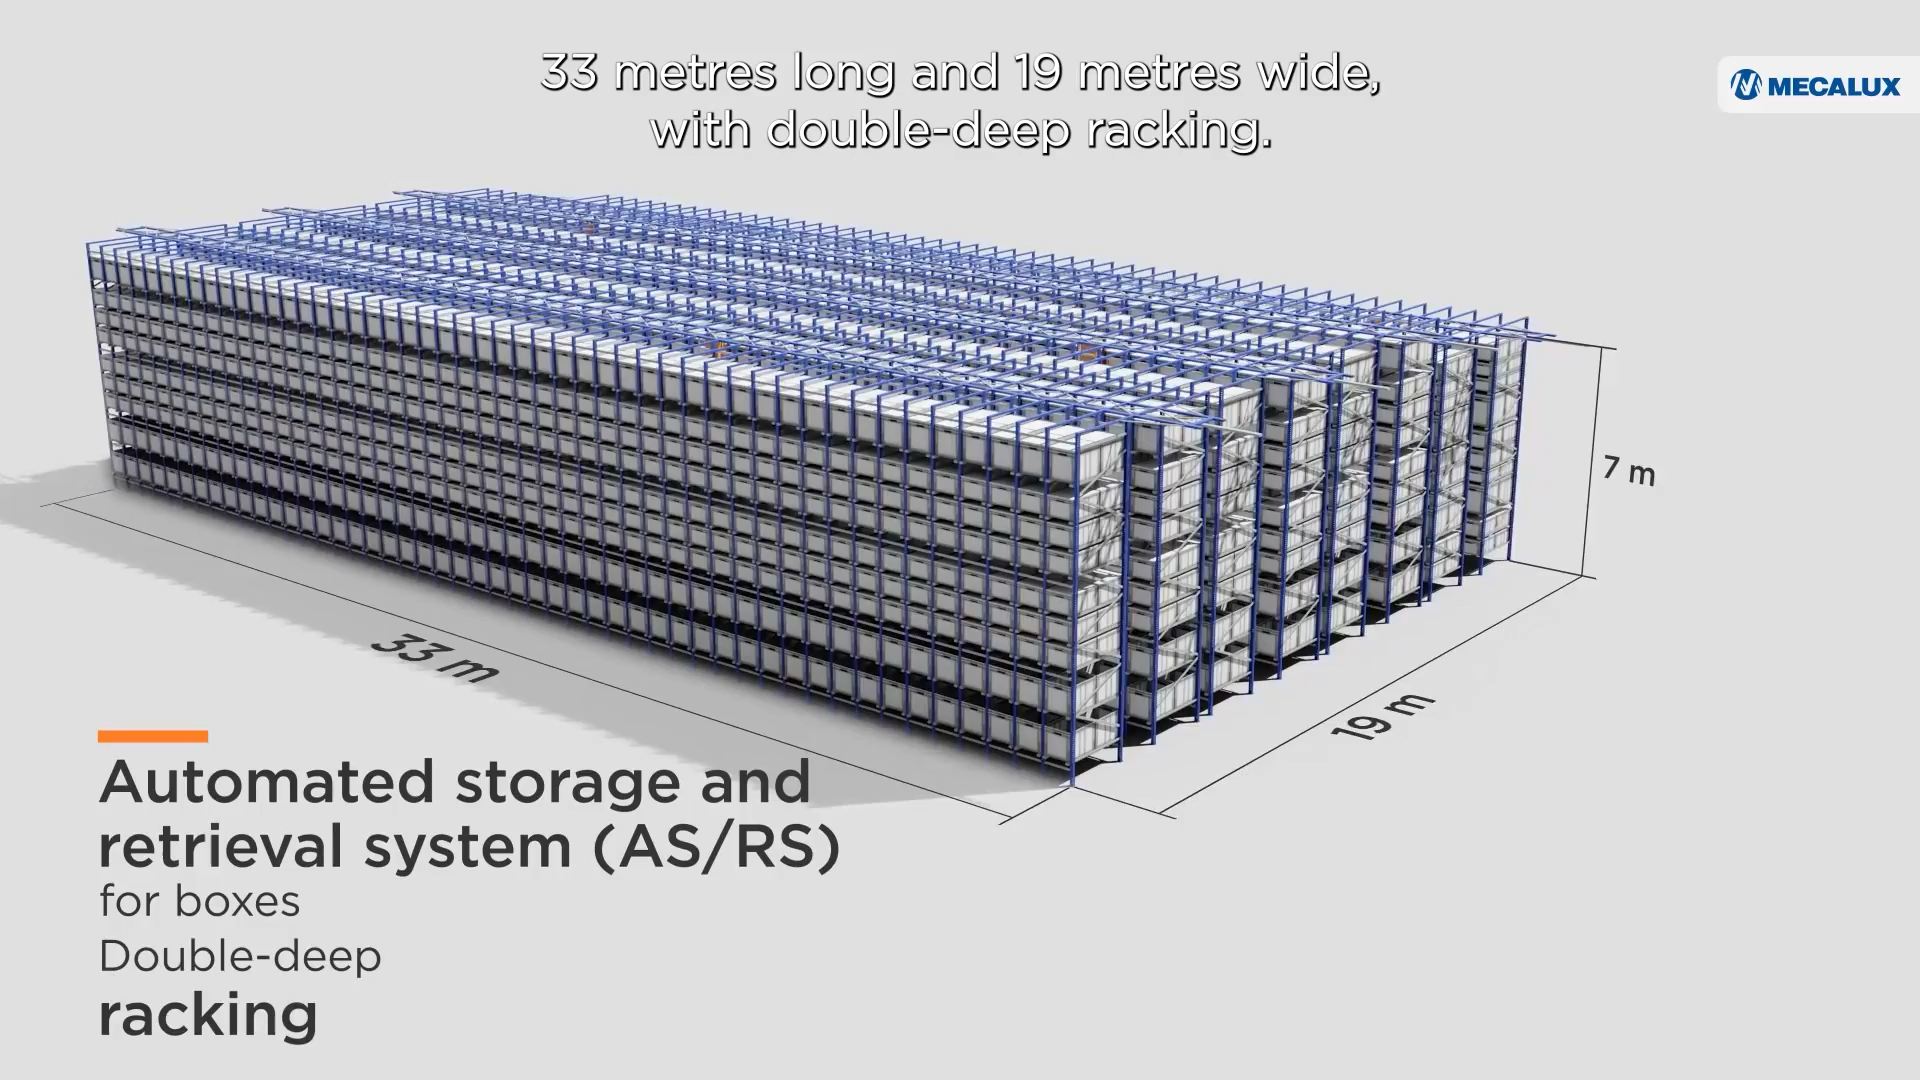 33 metres long and 19 metres wide,
with double-deep racking.
MECALUX
7 m
33 m
19 m
Automated storage and
retrieval system (AS/RS)
for boxes
Double-deep
racking